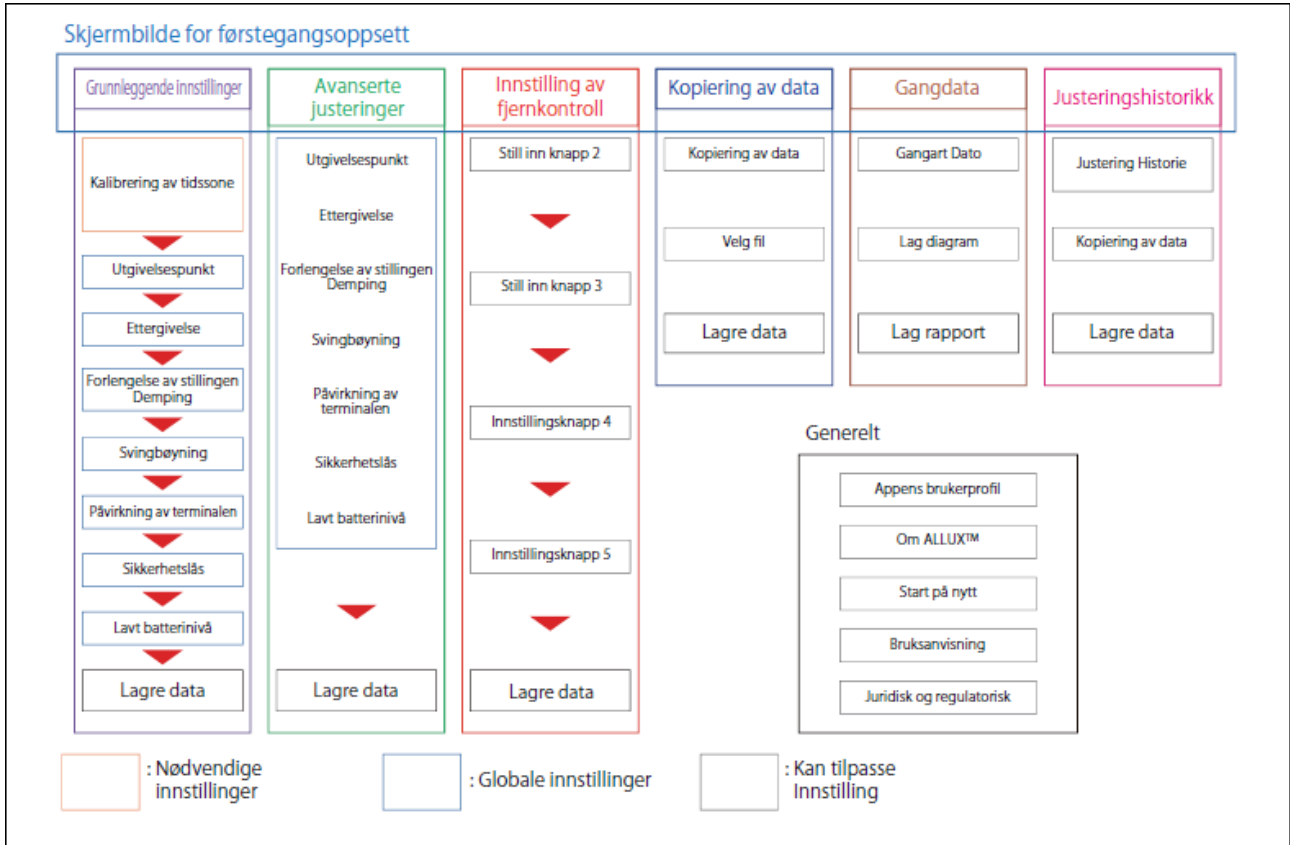 Skjermbilde for førstegangsoppsett
Grunnleggende innstillinger
Kalibrering av tidssone
Utgivelsespunkt
Ettergivelse
Forlengelse av stillingen
Demping
Svingbøyning
Påvirkning av terminalen
Sikkerhetslås
Lavt batterinivå
Lagre data
Avanserte
justeringer
Utgivelsespunkt
Ettergivelse
Forlengelse av stillingen
Demping
Svingbøyning
Påvirkning av
terminalen
Sikkerhetslås
Lavt batterinivå
Lagre data
Innstilling av
fjernkontroll
Still inn knapp 2
Still inn knapp 3
Innstillingsknapp 4
Innstillingsknapp 5
Lagre data
Kopiering av data
Kopiering av data
Velg fil
Lagre data
Gangdata
Gangart Dato
Lag diagram
Lag rapport
Justeringshistorikk
Justering Historie
Kopiering av data
Lagre data
Generelt
Appens brukerprofil
Om ALLUX™
Start på nytt
Bruksanvisning
Juridisk og regulatorisk
: Nødvendige
innstillinger
: Globale innstillinger
: Kan tilpasse
Innstilling